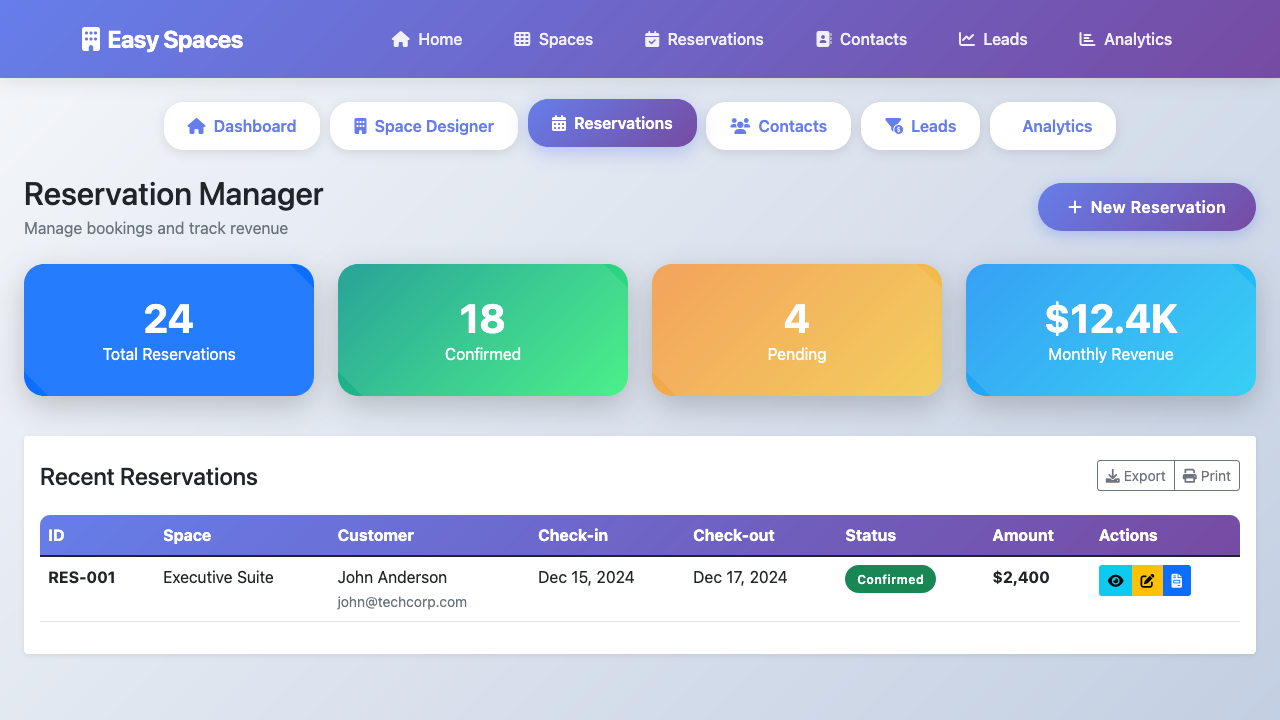 Easy Spaces
Home Spaces Reservations Contacts Leads Analytics
Dashboard Space Designer Reservations Contacts Leads Analytics
Reservation Manager
Manage bookings and track revenue
New Reservation
24
Total Reservations
18
Confirmed
4
Pending
$12.4K
Monthly Revenue
Recent Reservations
Export Print
ID Space Customer Check-in Check-out Status Amount Actions
RES-001 Executive Suite John Anderson Dec 15, 2024 Dec 17, 2024 Confirmed $2,400
john@techcorp.com